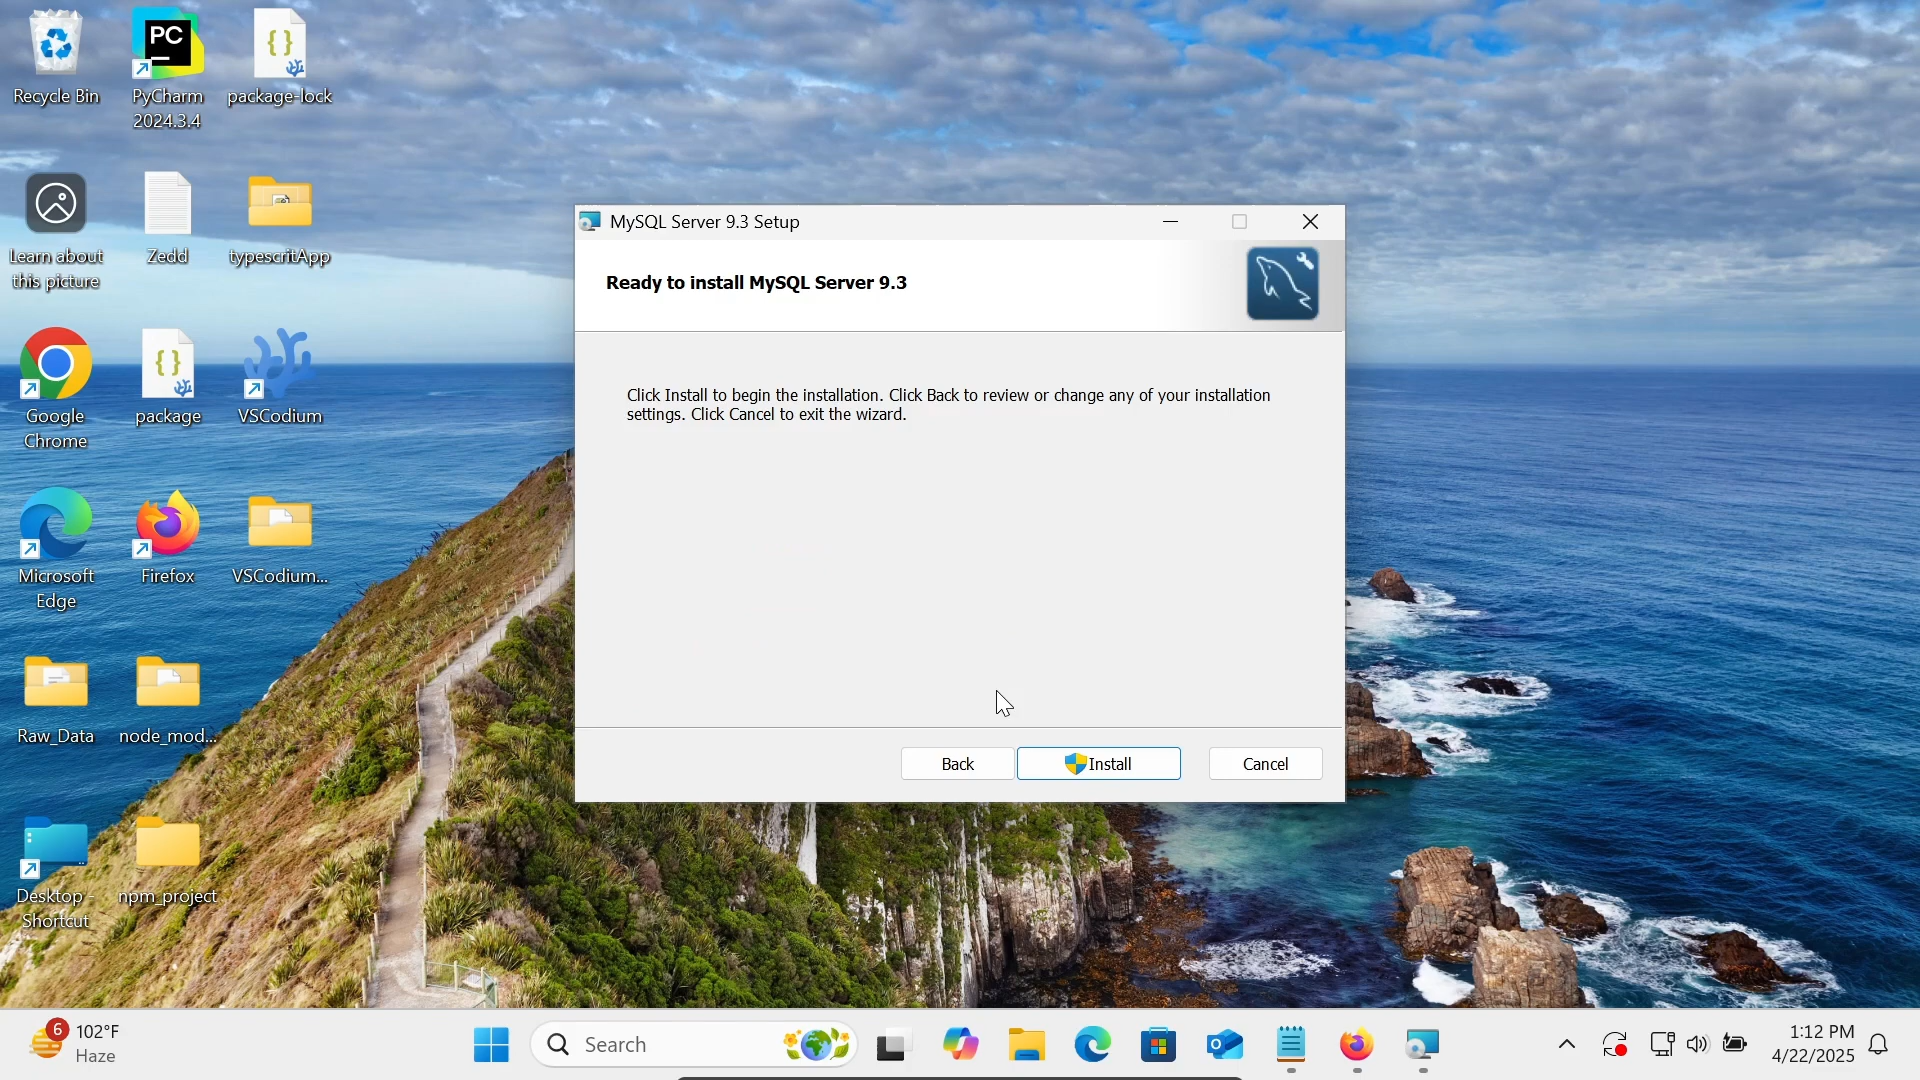 Recycle Bin
PyCharm
2024.3.4
PC
package-lock
Learn about
this picture
Zedd
typescritApp
Google
Chrome
package
VSCodium
Microsoft
Edge
Firefox
VSCodium...
Raw_Data
node_mod...
Desktop -
Shortcut
npm_project
MySQL Server 9.3 Setup
Ready to install MySQL Server 9.3
Click Install to begin the installation. Click Back to review or change any of your installation
settings. Click Cancel to exit the wizard.
Back
Install
Cancel
6
102°F
Haze
Search
1:12 PM
4/22/2025